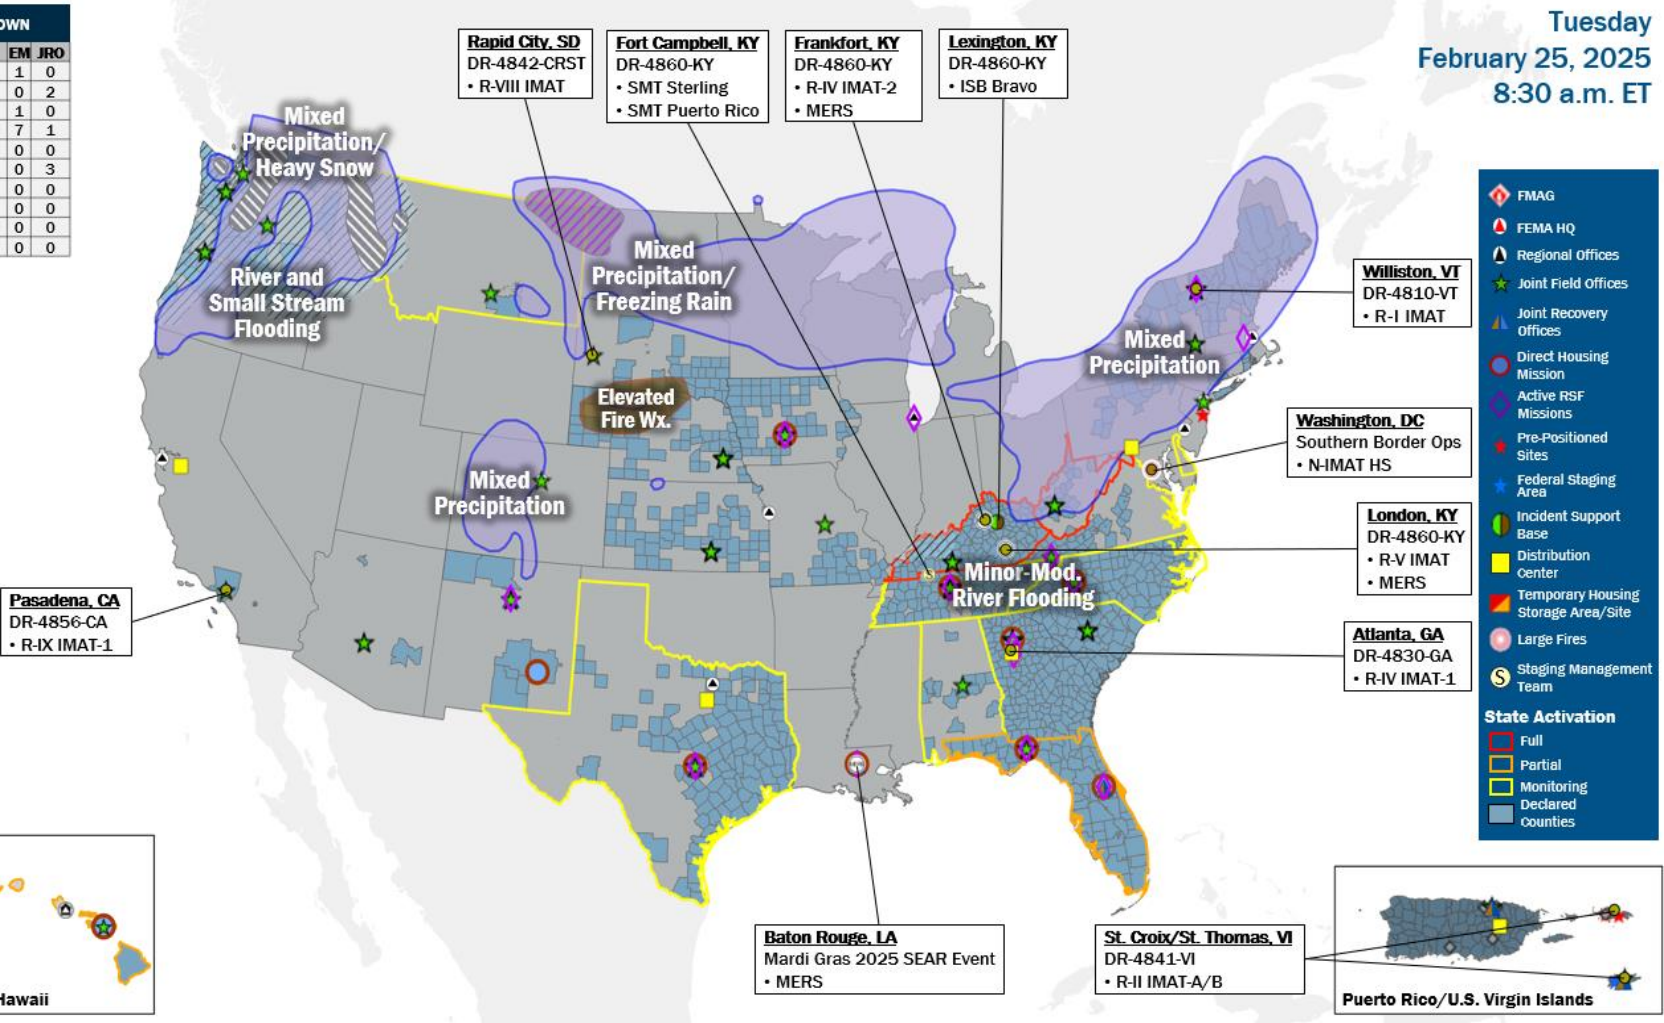 OWN
EM JRO
1 0
0 2
1 0
7 1
0 0
0 3
0 0
0 0
0 0
0 0
Rapid City, SD
DR-4842-CRST
• R-VIII IMAT
Fort Campbell, KY
DR-4860-KY
• SMT Sterling
• SMT Puerto Rico
Frankfort, KY
DR-4860-KY
• R-IV IMAT-2
• MERS
Lexington, KY
DR-4860-KY
• ISB Bravo
Tuesday
February 25, 2025
8:30 a.m. ET
Mixed
Precipitation/
Heavy Snow
River and
Small Stream
Flooding
Mixed
Precipitation/
Freezing Rain
Elevated
Fire Wx.
Mixed
Precipitation
Mixed
Precipitation
Minor-Mod.
River Flooding
S
Williston, VT
DR-4810-VT
• R-I IMAT
Washington, DC
Southern Border Ops
• N-IMAT HS
London, KY
DR-4860-KY
• R-V IMAT
• MERS
Atlanta, GA
DR-4830-GA
• R-IV IMAT-1
Pasadena, CA
DR-4856-CA
• R-IX IMAT-1
Baton Rouge, LA
Mardi Gras 2025 SEAR Event
• MERS
St. Croix/St. Thomas, VI
DR-4841-VI
• R-II IMAT-A/B
Hawaii
Puerto Rico/U.S. Virgin Islands
FMAG
FEMA HQ
Regional Offices
Joint Field Offices
Joint Recovery
Offices
Direct Housing
Mission
Active RSF
Missions
Pre-Positioned
Sites
Federal Staging
Area
Incident Support
Base
Distribution
Center
Temporary Housing
Storage Area/Site
Large Fires
S
Staging Management
Team
State Activation
Full
Partial
Monitoring
Declared
Counties